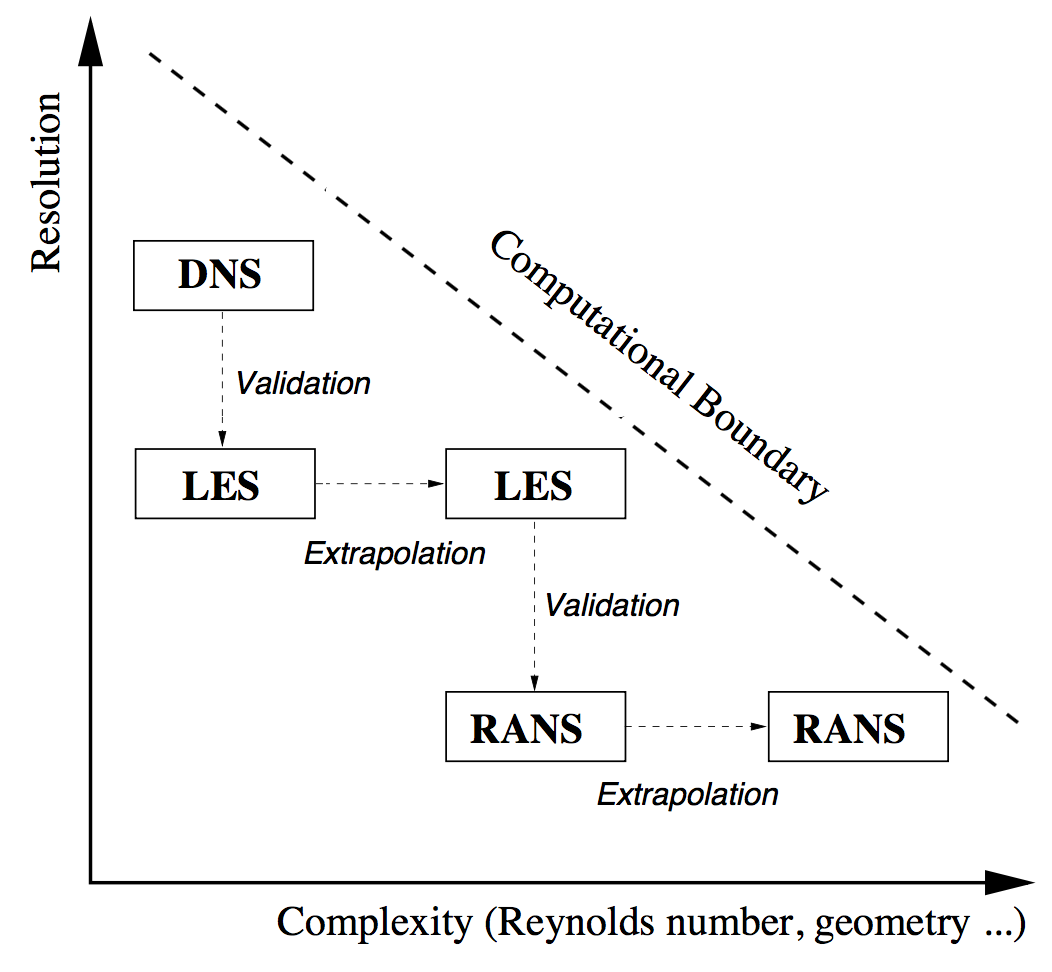 Resolution
Computational Boundary
DNS
Validation
LES
LES
Extrapolation
Validation
RANS
RANS
Extrapolation
Complexity (Reynolds number, geometry ...)